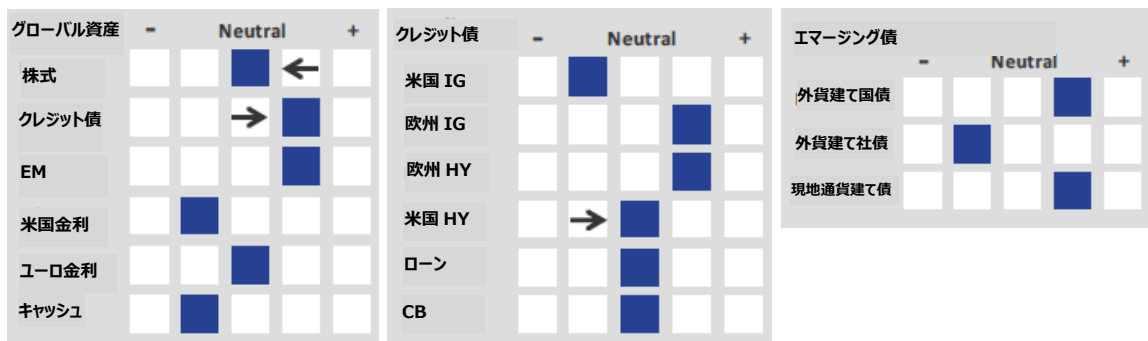 グローバル資産
- Neutral +
株式
クレジット債
EM
米国金利
ユーロ金利
キャッシュ
クレジット債
- Neutral +
米国 IG
欧州 IG
欧州 HY
米国 HY
ローン
CB
エマージング債
- Neutral +
外貨建て国債
外貨建て社債
現地通貨建て債